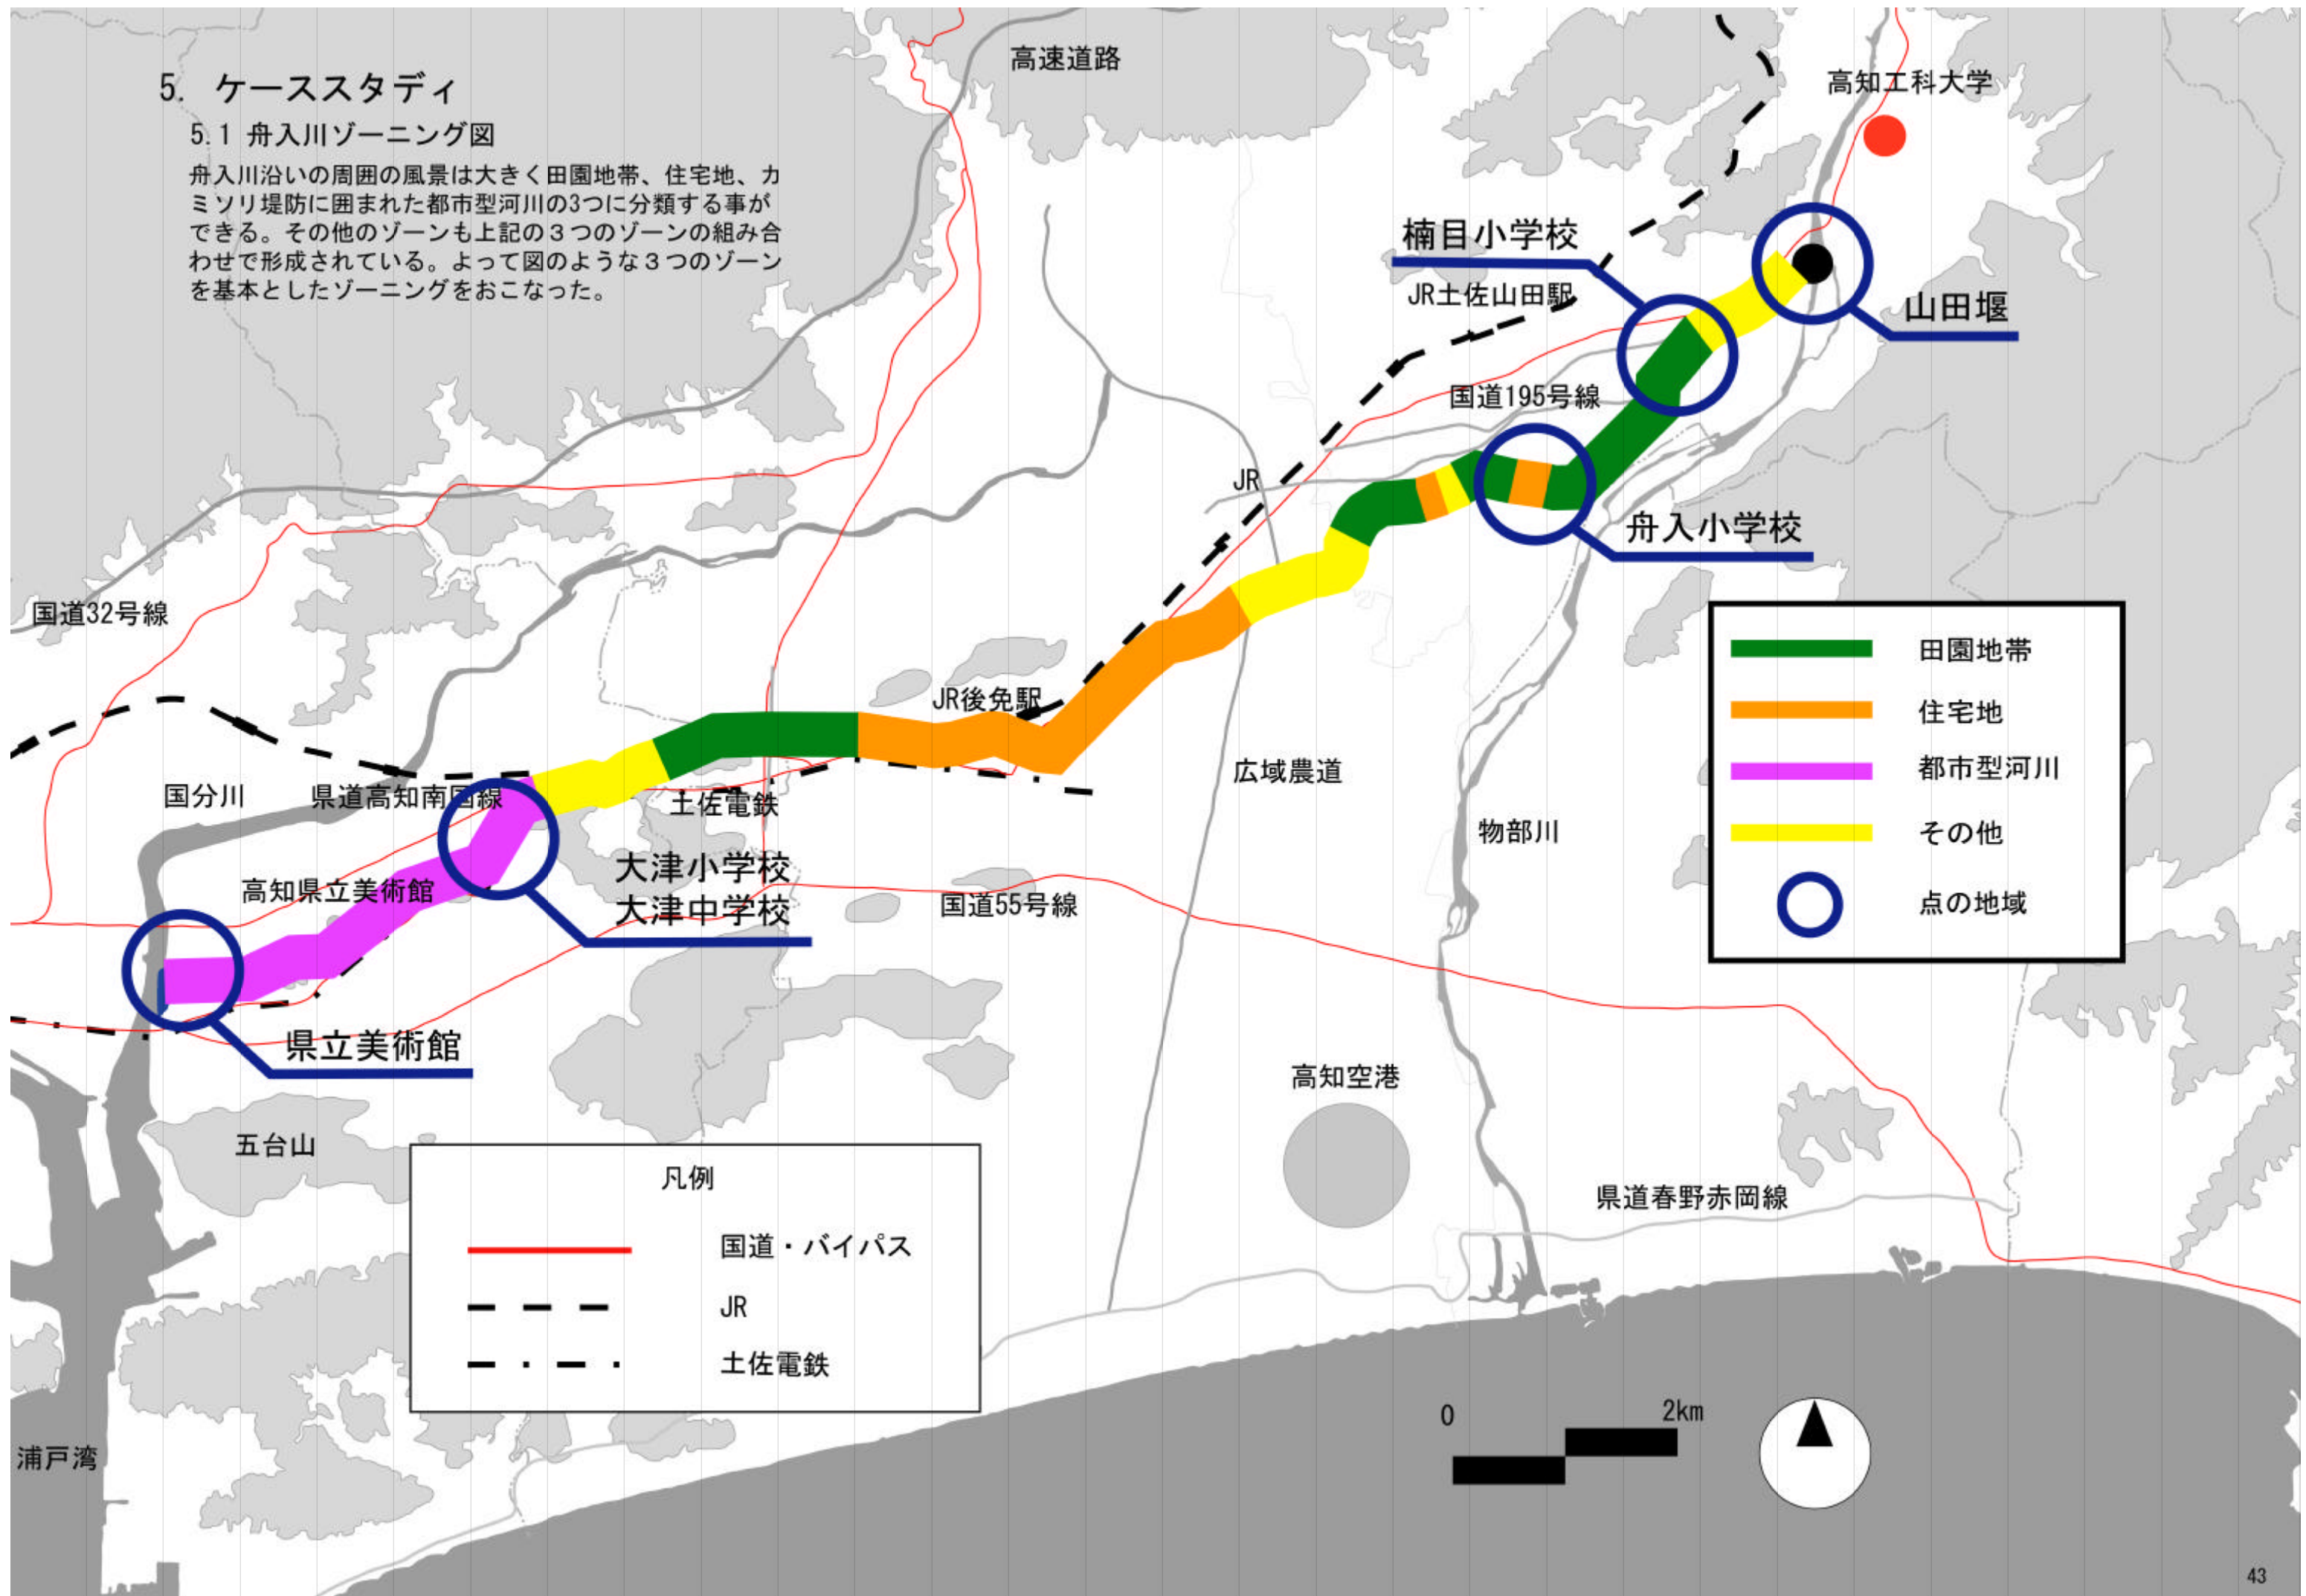 5. ケーススタディ
5.1 舟入川ゾーニング図
舟入川沿いの周囲の風景は大きく田園地帯、住宅地、カ
ミソリ堤防に囲まれた都市型河川の3つに分類する事が
できる。その他のゾーンも上記の３つのゾーンの組み合
わせで形成されている。よって図のような３つのゾーン
を基本としたゾーニングをおこなった。
高速道路
高知工科大学
楠目小学校
JR土佐山田駅
山田堰
国道195号線
JR
舟入小学校
国道32号線
田園地帯
住宅地
都市型河川
その他
点の地域
JR後免駅
広域農道
国分川
県道高知南国線
土佐電鉄
物部川
大津小学校
大津中学校
高知県立美術館
国道55号線
県立美術館
高知空港
五台山
県道春野赤岡線
凡例
国道・バイパス
JR
土佐電鉄
0
2km
浦戸湾
43